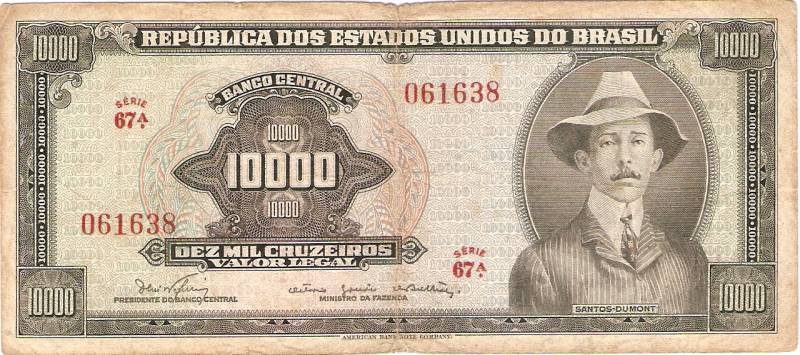 10000
REPÚBLICA DOS ESTADOS UNIDOS DO BRASIL
10000
BANCO CENTRAL
SÉRIE
67A.
061638
10000
10000
10000
061638
DEZ MIL CRUZEIROS
VALOR LEGAL
SÉRIE
67A.
PRESIDENTE DO BANCO CENTRAL
MINISTRO DA FAZENDA
SANTOS-DUMONT
10000
10000
AMERICAN BANK NOTE COMPANY.